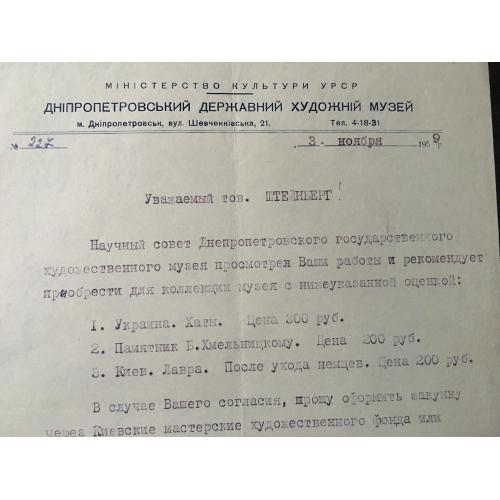 МІНІСТЕРСТВО КУЛЬТУРИ УРСР
ДНІПРОПЕТРОВСЬКИЙ ДЕРЖАВНИЙ ХУДОЖНІЙ МУЗЕЙ
м. Дніпропетровськ, вул. Шевченківська, 21. Тел. 4-18-31
№ 227 3. ноября 1959 р.
Уважаемый тов. ШТЕЙНБЕРГ!
Научный совет Днепропетровского государственного
художественного музея просмотрел Ваши работы и рекомендует
приобрести для коллекции музея с нижеуказанной оценкой:
1. Украина. Хаты. Цена 300 руб.
2. Памятник Б.Хмельницкому. Цена 200 руб.
3. Киев. Лавра. После ухода немцев. Цена 200 руб.
В случае Вашего согласия, прошу оформить закупку
через Киевские мастерские художественного фонда или